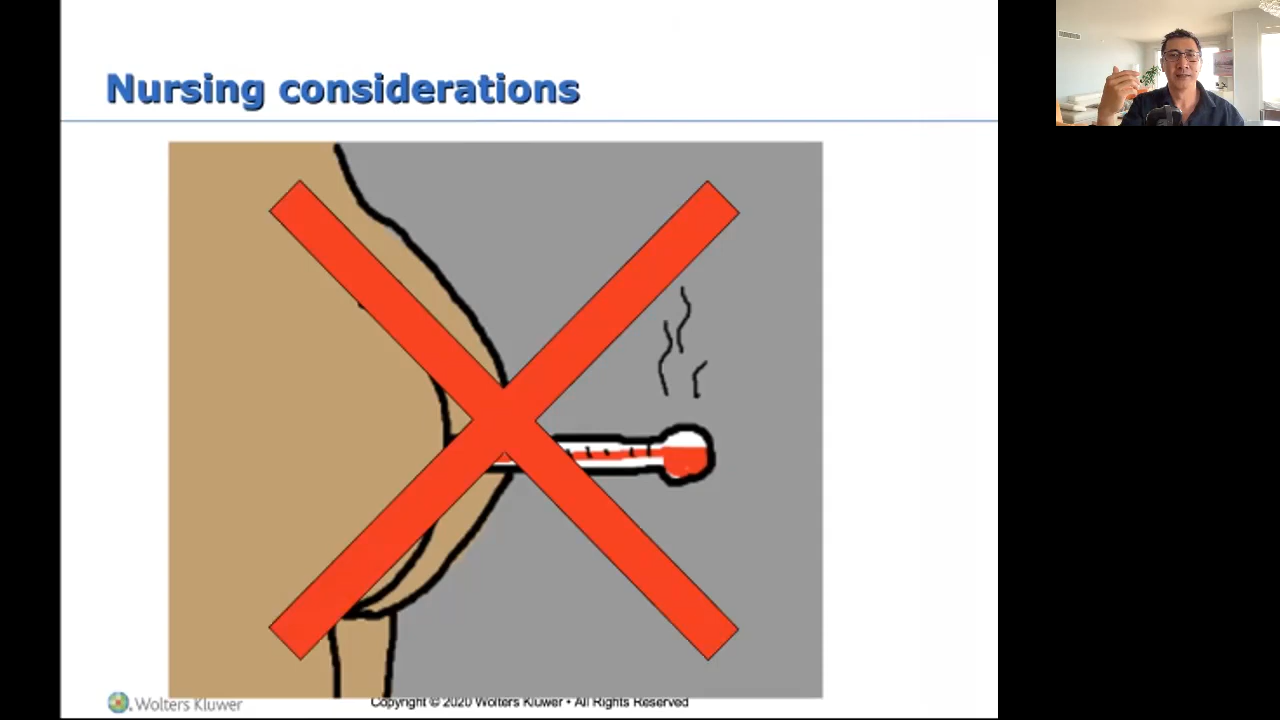 Nursing considerations
Wolters Kluwer
Copyright © 2020 Wolters Kluwer • All Rights Reserved